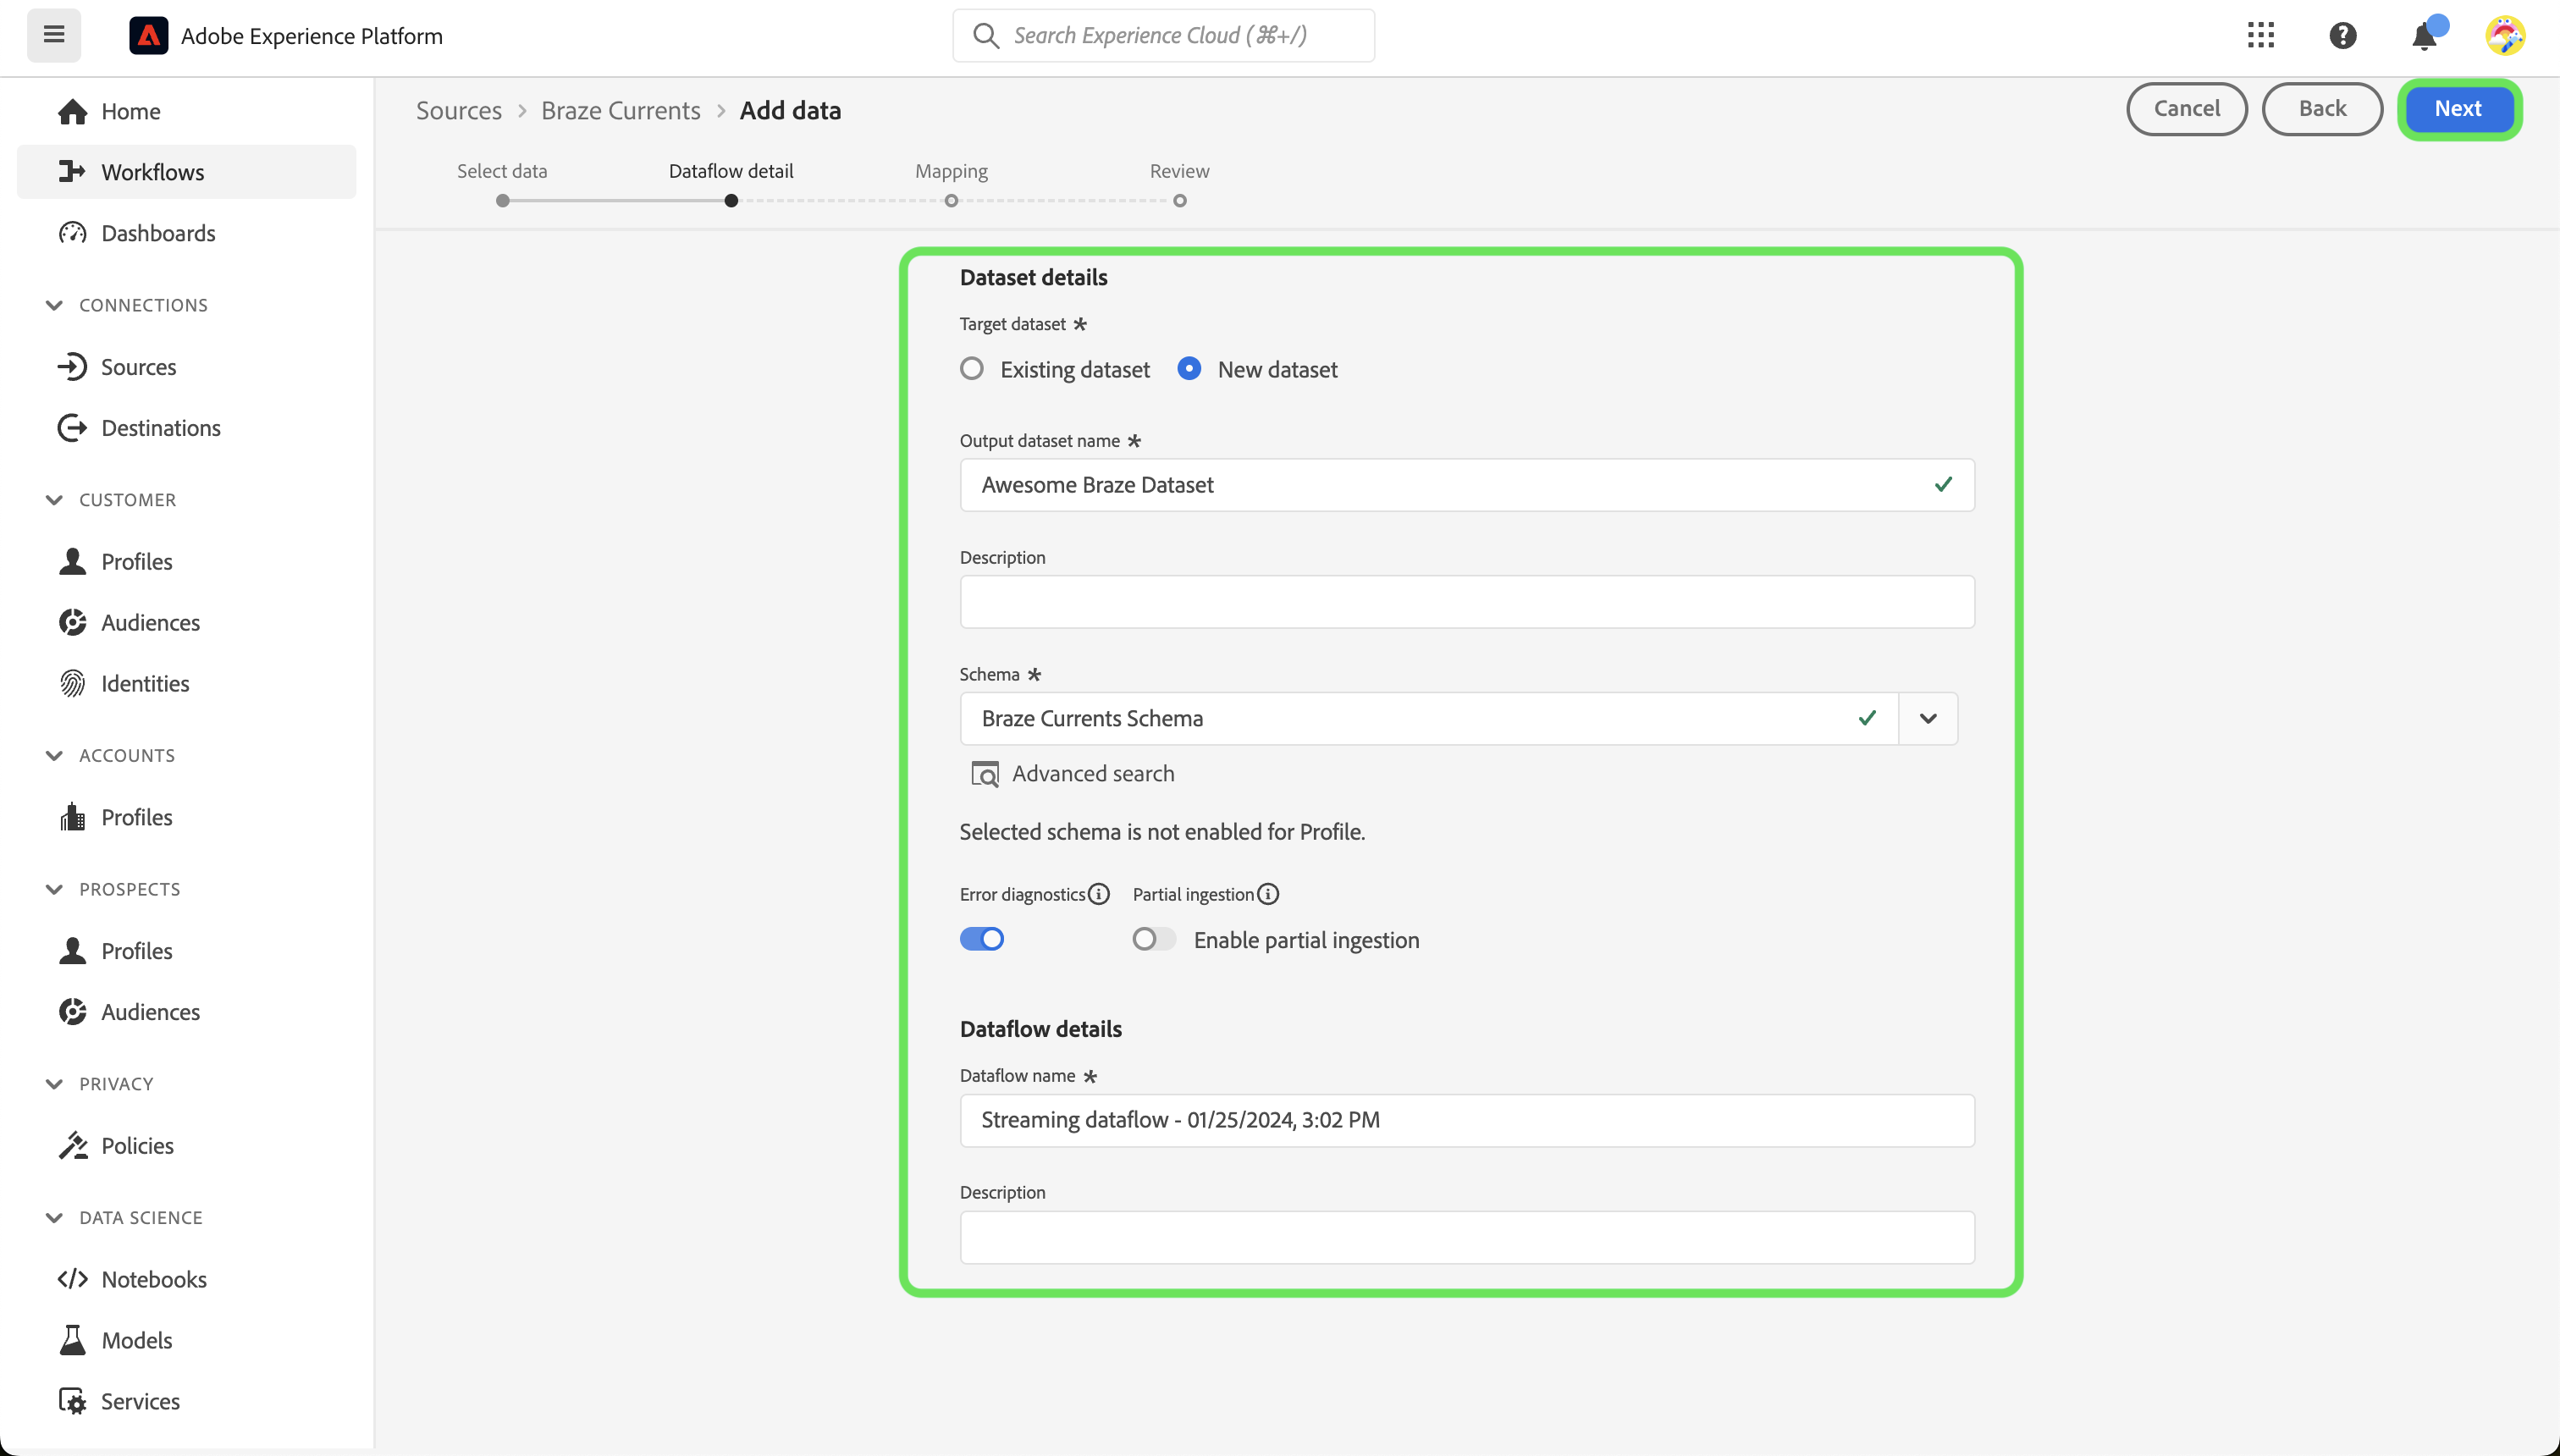 Adobe Experience Platform
Search Experience Cloud (⌘+/)
Home
Workflows
Dashboards
CONNECTIONS
Sources
Destinations
CUSTOMER
Profiles
Audiences
Identities
ACCOUNTS
Profiles
PROSPECTS
Profiles
Audiences
PRIVACY
Policies
DATA SCIENCE
Notebooks
Models
Services
Sources > Braze Currents > Add data
Cancel
Back
Next
Select data
Dataflow detail
Mapping
Review
Dataset details
Target dataset *
Existing dataset
New dataset
Output dataset name *
Awesome Braze Dataset
Description
Schema *
Braze Currents Schema
Advanced search
Selected schema is not enabled for Profile.
Error diagnostics
Partial ingestion
Enable partial ingestion
Dataflow details
Dataflow name *
Streaming dataflow - 01/25/2024, 3:02 PM
Description